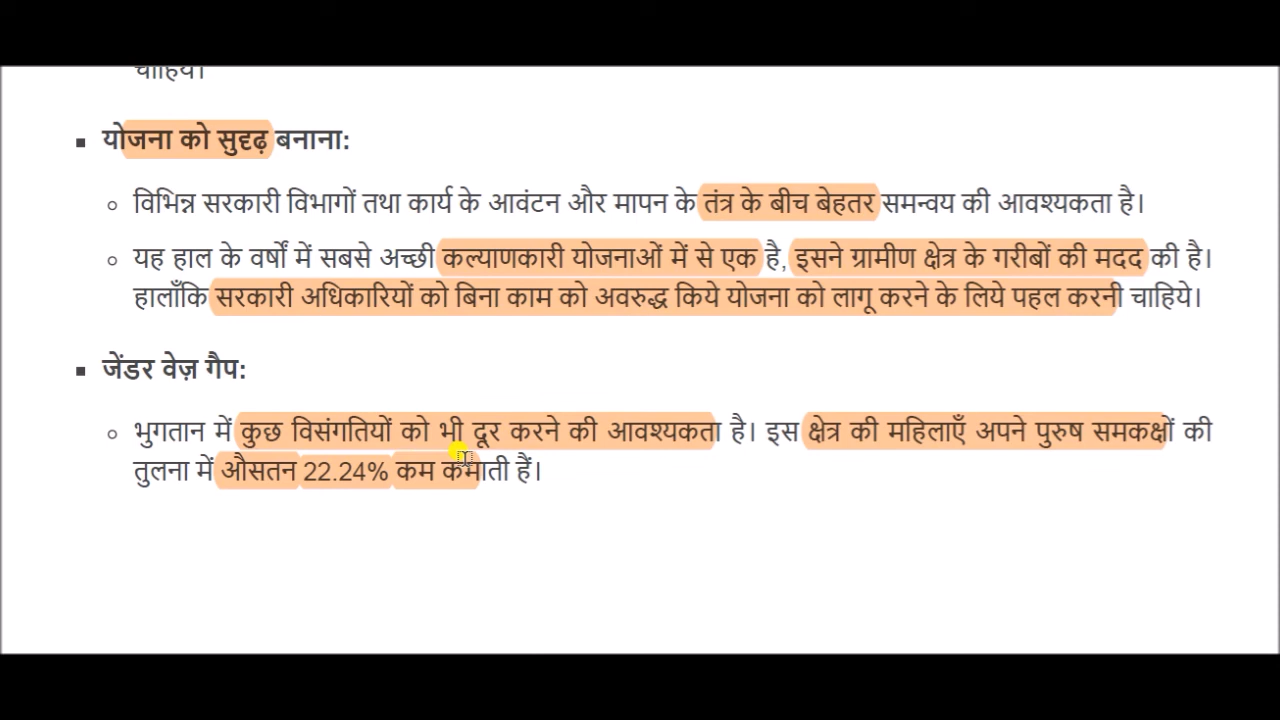 चाहिये।
▪ योजना को सुदृढ़ बनाना:
○ विभिन्न सरकारी विभागों तथा कार्य के आवंटन और मापन के तंत्र के बीच बेहतर समन्वय की आवश्यकता है।
○ यह हाल के वर्षों में सबसे अच्छी कल्याणकारी योजनाओं में से एक है, इसने ग्रामीण क्षेत्र के गरीबों की मदद की है।
हालाँकि सरकारी अधिकारियों को बिना काम को अवरुद्ध किये योजना को लागू करने के लिये पहल करनी चाहिये।
▪ जेंडर वेज़ गैप:
○ भुगतान में कुछ विसंगतियों को भी दूर करने की आवश्यकता है। इस क्षेत्र की महिलाएँ अपने पुरुष समकक्षों की
तुलना में औसतन 22.24% कम कमाती हैं।